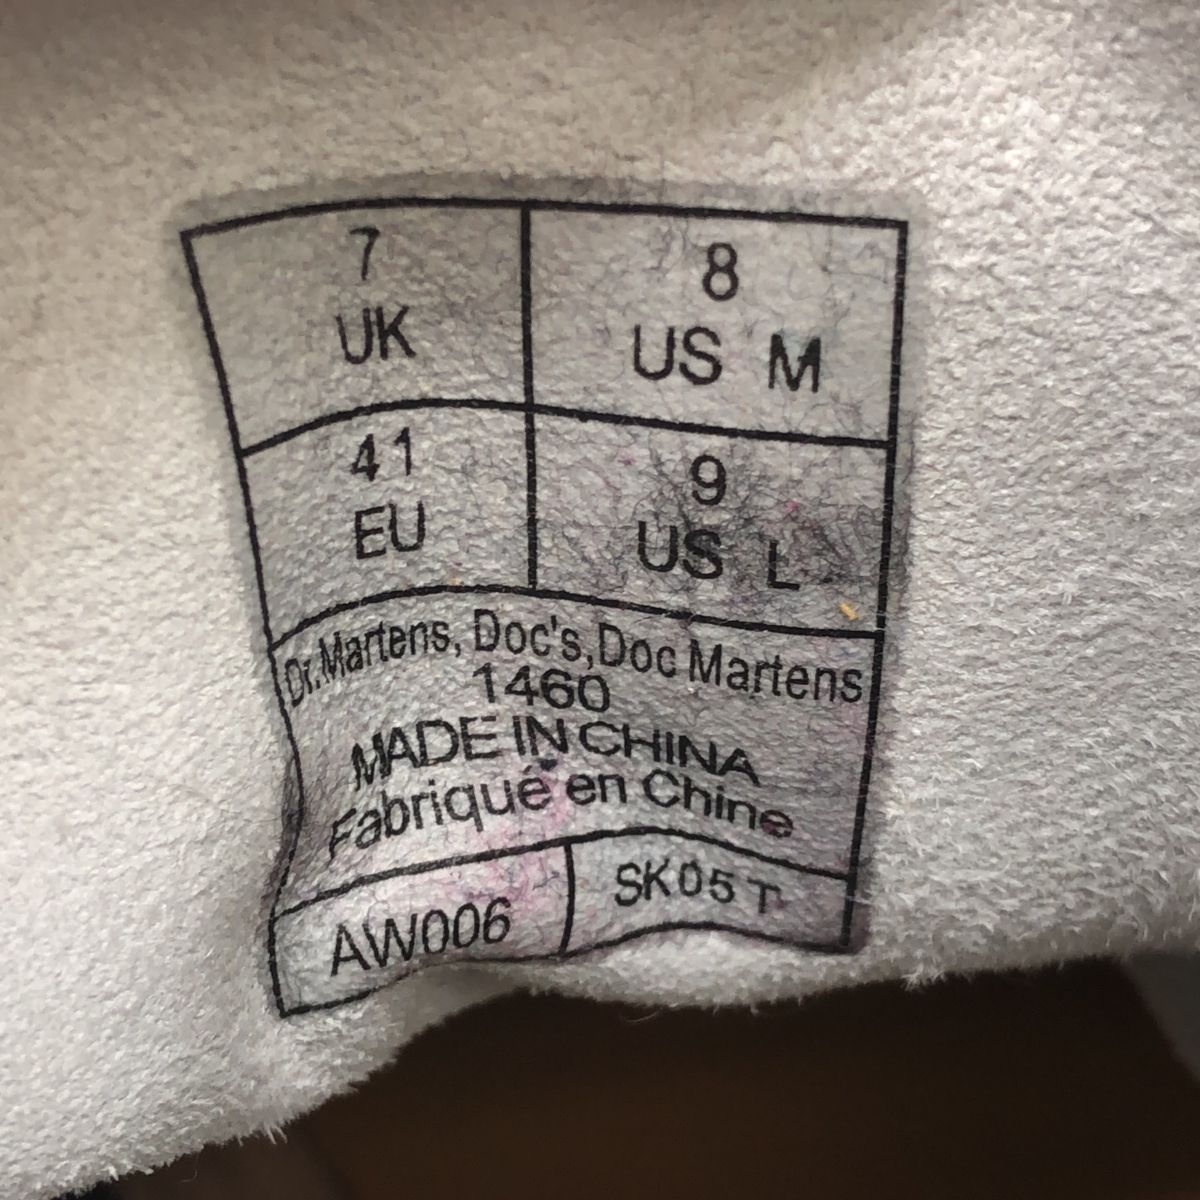 7
UK
8
US M
41
EU
9
US L
Dr.Martens, Doc's,Doc Martens
1460
MADE IN CHINA
Fabriqué en Chine
AW006
SK05T